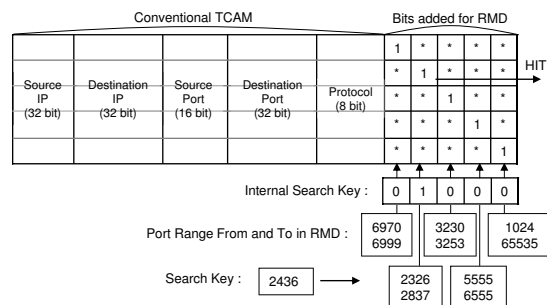 Conventional TCAM
Bits added for RMD
1 * * * *
* 1 * * *
HIT
* * 1 * *
* * * 1 *
* * * * 1
Source
IP
(32 bit)
Destination
IP
(32 bit)
Source
Port
(16 bit)
Destination
Port
(32 bit)
Protocol
(8 bit)
Internal Search Key :
0 1 0 0 0
Port Range From and To in RMD :
6970
6999
3230
3253
1024
65535
Search Key :
2436
2326
2837
5555
6555